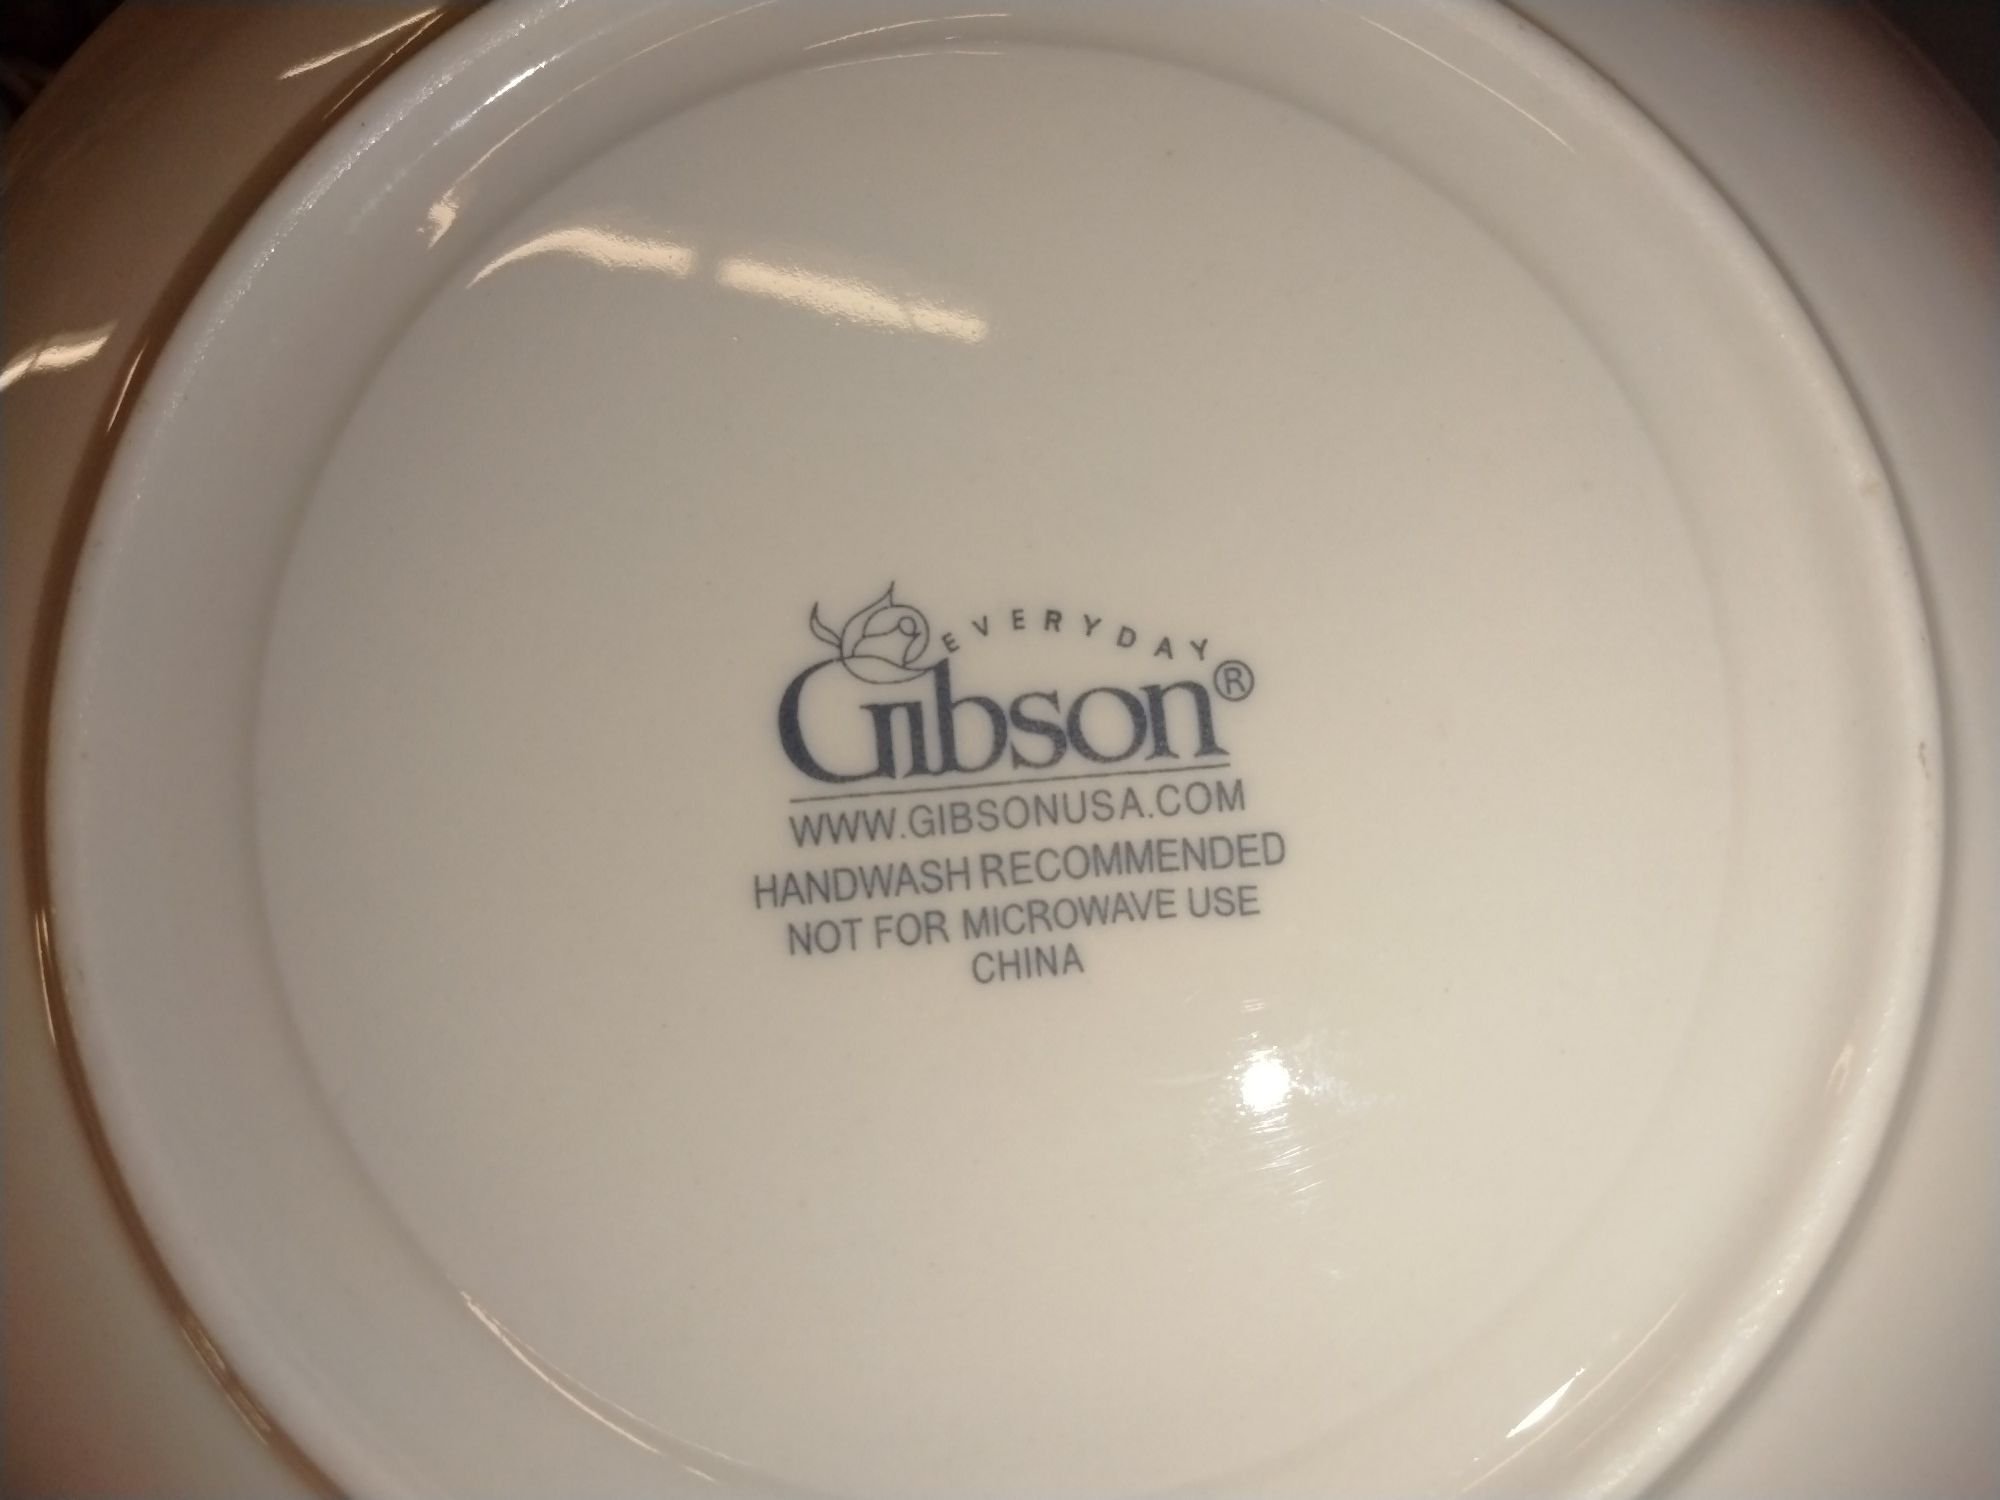 EVERYDAY
Gibson®
WWW.GIBSONUSA.COM
HANDWASH RECOMMENDED
NOT FOR MICROWAVE USE
CHINA